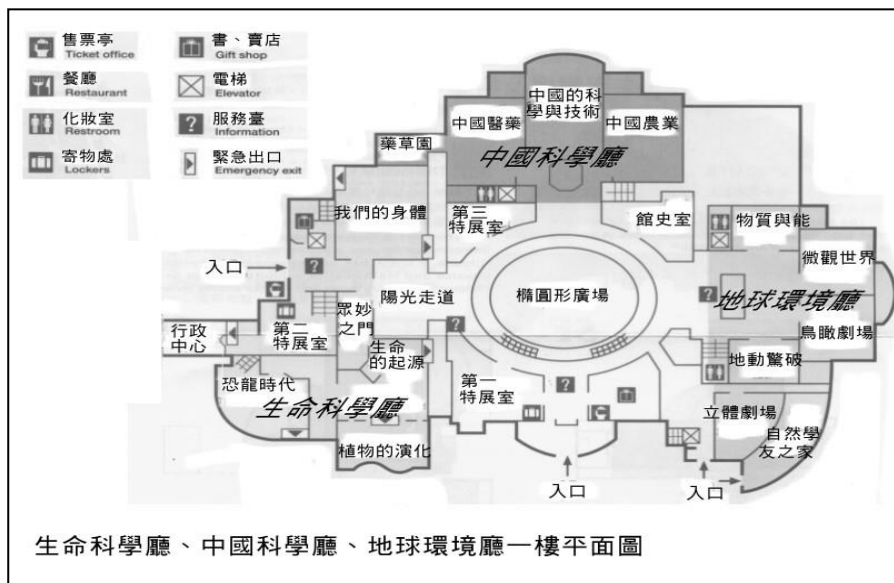 售票亭
Ticket office
書、賣店
Gift shop
餐廳
Restaurant
電梯
Elevator
化妝室
Restroom
服務臺
Information
寄物處
Lockers
緊急出口
Emergency exit
中國的科
學與技術
中國醫藥
中國農業
中國科學廳
藥草園
我們的身體
第三
特展室
館史室
物質與能
微觀世界
入口
陽光走道
橢圓形廣場
地球環境廳
眾妙
之門
行政
中心
第二
特展室
生命
的起源
鳥瞰劇場
地動驚破
恐龍時代
第一
特展室
生命科學廳
立體劇場
自然學
友之家
植物的演化
入口
入口
?
?
?
?
?
生命科學廳、中國科學廳、地球環境廳一樓平面圖